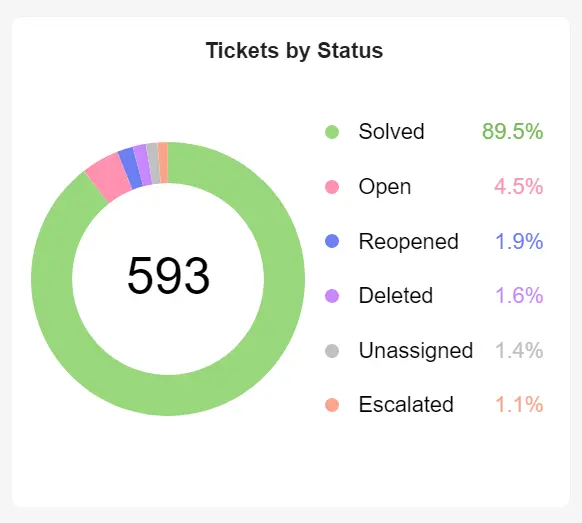 Tickets by Status
593
Solved 89.5%
Open 4.5%
Reopened 1.9%
Deleted 1.6%
Unassigned 1.4%
Escalated 1.1%